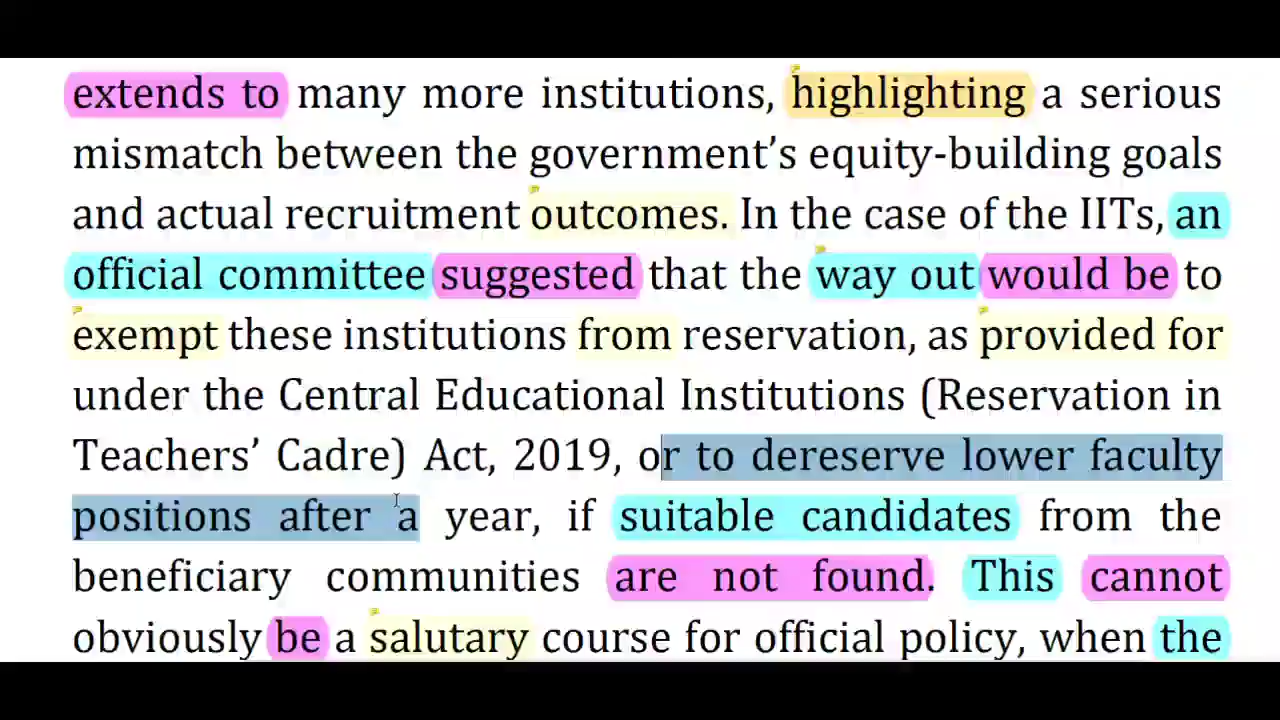 extends to many more institutions, highlighting a serious
mismatch between the government’s equity-building goals
and actual recruitment outcomes. In the case of the IITs, an
official committee suggested that the way out would be to
exempt these institutions from reservation, as provided for
under the Central Educational Institutions (Reservation in
Teachers’ Cadre) Act, 2019, or to dereserve lower faculty
positions after a year, if suitable candidates from the
beneficiary communities are not found. This cannot
obviously be a salutary course for official policy, when the